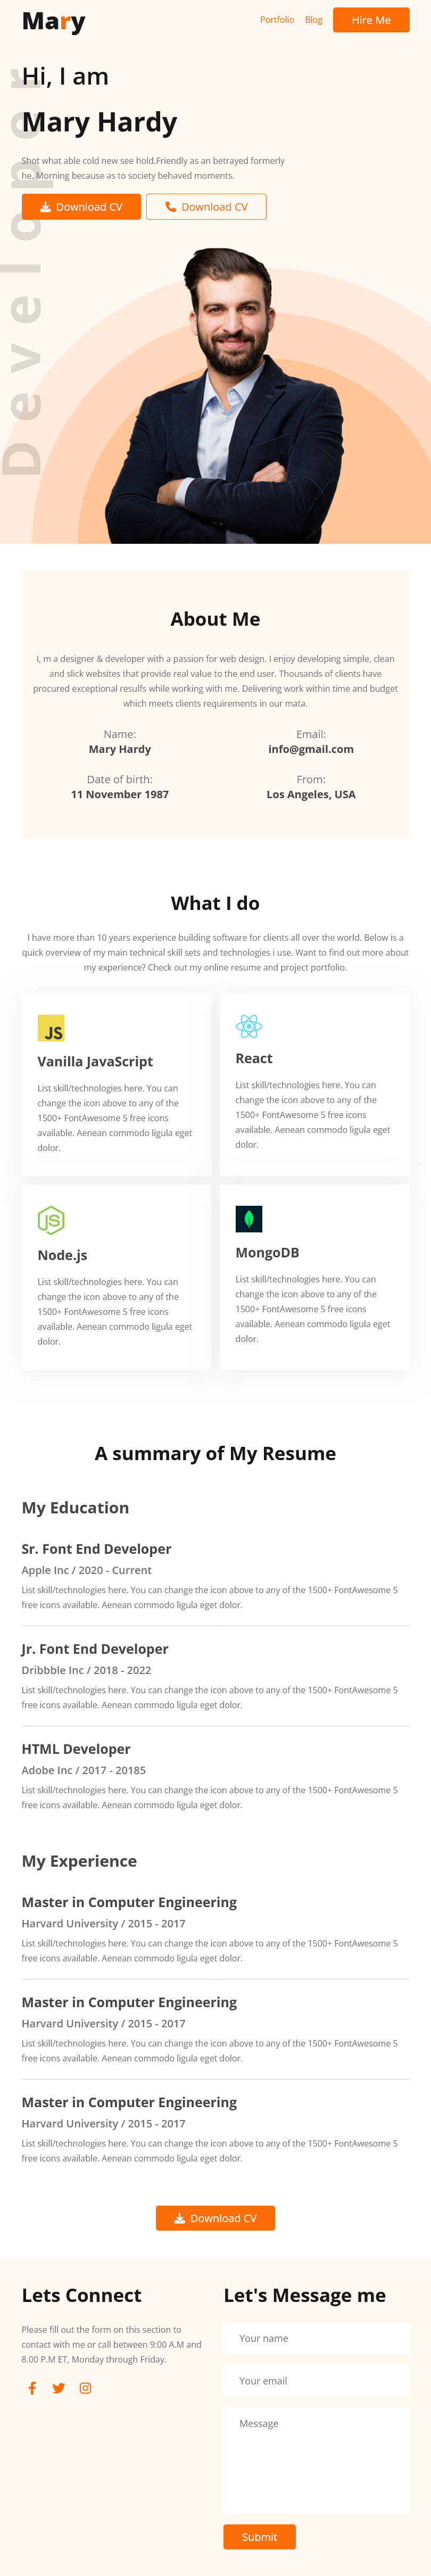 Mary
Portfolio
Blog
Hire Me
Developer
Hi, I am
Mary Hardy
Shot what able cold new see hold.Friendly as an betrayed formerly
he. Morning because as to society behaved moments.
Download CV
Download CV
About Me
I, m a designer & developer with a passion for web design. I enjoy developing simple, clean
and slick websites that provide real value to the end user. Thousands of clients have
procured exceptional resulfs while working with me. Delivering work within time and budget
which meets clients requirements in our mata.
Name:
Mary Hardy
Email:
info@gmail.com
Date of birth:
11 November 1987
From:
Los Angeles, USA
What I do
I have more than 10 years experience building software for clients all over the world. Below is a
quick overview of my main technical skill sets and technologies i use. Want to find out more about
my experience? Check out my online resume and project portfolio.
JS
Vanilla JavaScript
List skill/technologies here. You can
change the icon above to any of the
1500+ FontAwesome 5 free icons
available. Aenean commodo ligula eget
dolor.
React
List skill/technologies here. You can
change the icon above to any of the
1500+ FontAwesome 5 free icons
available. Aenean commodo ligula eget
dolor.
JS
Node.js
List skill/technologies here. You can
change the icon above to any of the
1500+ FontAwesome 5 free icons
available. Aenean commodo ligula eget
dolor.
MongoDB
List skill/technologies here. You can
change the icon above to any of the
1500+ FontAwesome 5 free icons
available. Aenean commodo ligula eget
dolor.
A summary of My Resume
My Education
Sr. Font End Developer
Apple Inc / 2020 - Current
List skill/technologies here. You can change the icon above to any of the 1500+ FontAwesome 5
free icons available. Aenean commodo ligula eget dolor.
Jr. Font End Developer
Dribbble Inc / 2018 - 2022
List skill/technologies here. You can change the icon above to any of the 1500+ FontAwesome 5
free icons available. Aenean commodo ligula eget dolor.
HTML Developer
Adobe Inc / 2017 - 20185
List skill/technologies here. You can change the icon above to any of the 1500+ FontAwesome 5
free icons available. Aenean commodo ligula eget dolor.
My Experience
Master in Computer Engineering
Harvard University / 2015 - 2017
List skill/technologies here. You can change the icon above to any of the 1500+ FontAwesome 5
free icons available. Aenean commodo ligula eget dolor.
Master in Computer Engineering
Harvard University / 2015 - 2017
List skill/technologies here. You can change the icon above to any of the 1500+ FontAwesome 5
free icons available. Aenean commodo ligula eget dolor.
Master in Computer Engineering
Harvard University / 2015 - 2017
List skill/technologies here. You can change the icon above to any of the 1500+ FontAwesome 5
free icons available. Aenean commodo ligula eget dolor.
Download CV
Lets Connect
Please fill out the form on this section to
contact with me or call between 9:00 A.M and
8.00 P.M ET, Monday through Friday.
Let's Message me
Your name
Your email
Message
Submit